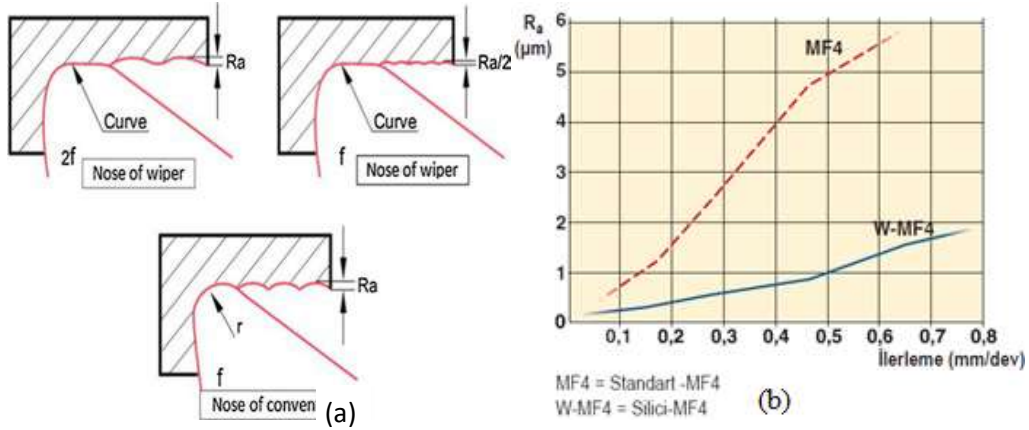 Ra
Curve
2f
Nose of wiper
Ra/2
Curve
f
Nose of wiper
Ra
r
f
Nose of conven
(a)
Ra
(µm)
6
5
4
3
2
1
0
MF4
W-MF4
0,1 0,2 0,3 0,4 0,5 0,6 0,7 0,8
İlerleme (mm/dev)
MF4 = Standart -MF4
W-MF4 = Silici-MF4
(b)